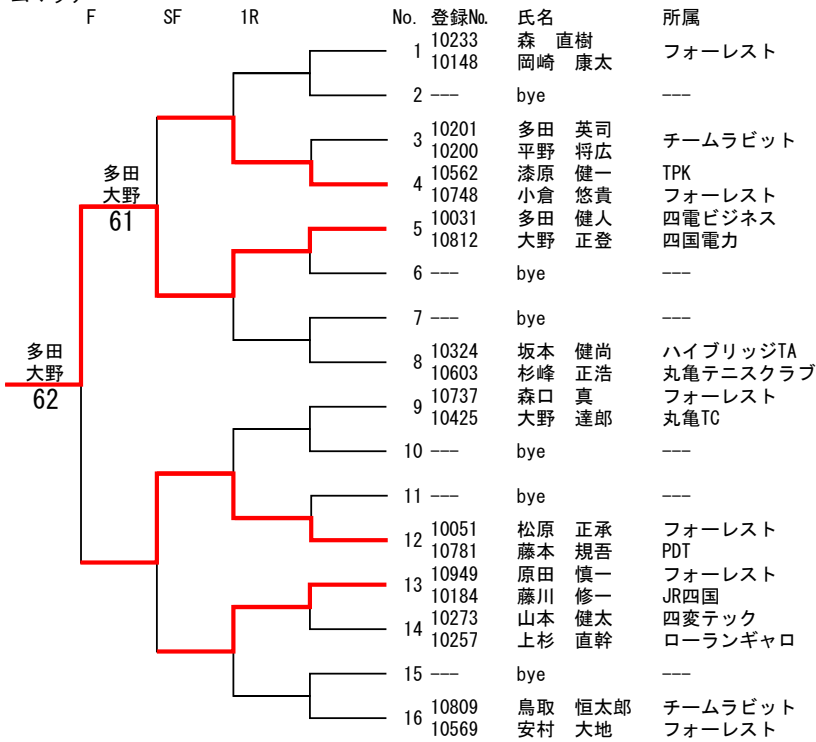 F SF 1R No. 登録No. 氏名 所属
1 10233 森 直樹 フォーレスト
10148 岡崎 康太
2 --- bye ---
3 10201 多田 英司 チームラビット
10200 平野 将広
4 10562 漆原 健一 TPK
10748 小倉 悠貴 フォーレスト
多田
大野
61
5 10031 多田 健人 四電ビジネス
10812 大野 正登 四国電力
6 --- bye ---
7 --- bye ---
8 10324 坂本 健尚 ハイブリッジTA
10603 杉峰 正浩 丸亀テニスクラブ
多田
大野
62
9 10737 森口 真 フォーレスト
10425 大野 達郎 丸亀TC
10 --- bye ---
11 --- bye ---
12 10051 松原 正承 フォーレスト
10781 藤本 規吾 PDT
13 10949 原田 慎一 フォーレスト
10184 藤川 修一 JR四国
14 10273 山本 健太 四変テック
10257 上杉 直幹 ローランギャロ
15 --- bye ---
16 10809 鳥取 恒太郎 チームラビット
10569 安村 大地 フォーレスト